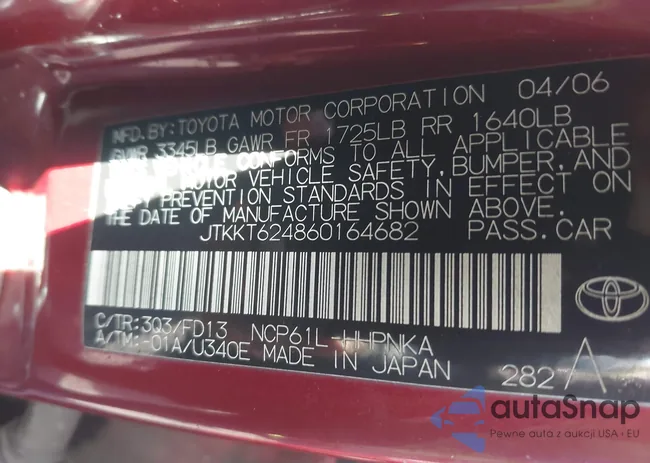 MFD.BY:TOYOTA MOTOR CORPORATION 04/06
GVWR 3345LB GAWR FR 1725LB RR 1640LB
VEHICLE CONFORMS TO ALL APPLICABLE
MOTOR VEHICLE SAFETY,BUMPER,AND
PREVENTION STANDARDS IN EFFECT ON
THE DATE OF MANUFACTURE SHOWN ABOVE.
JTKKT624860164682 PASS.CAR
C/TR:3Q3/FD13 NCP61L-HHPNKA
A/TM:-01A/U340E MADE IN JAPAN
282
TOYOTA
autaSnap
Pewne auta z aukcji USA i EU